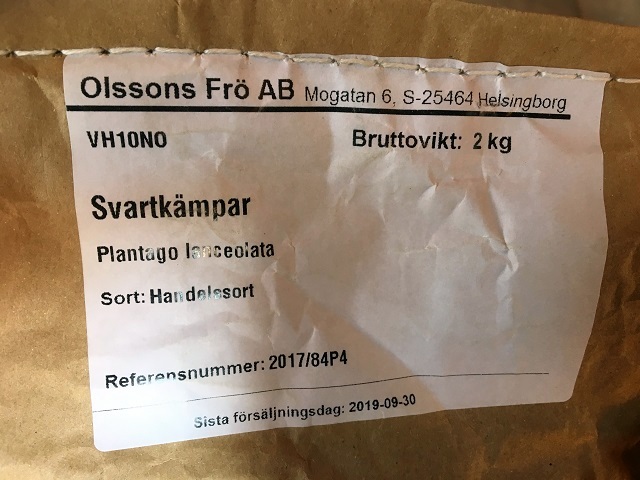 Olssons Frö AB Mogatan 6, S-25464 Helsingborg
VH10NO Bruttovikt: 2 kg
Svartkämpar
Plantago lanceolata
Sort: Handelssort
Referensnummer: 2017/84P4
Sista försäljningsdag: 2019-09-30